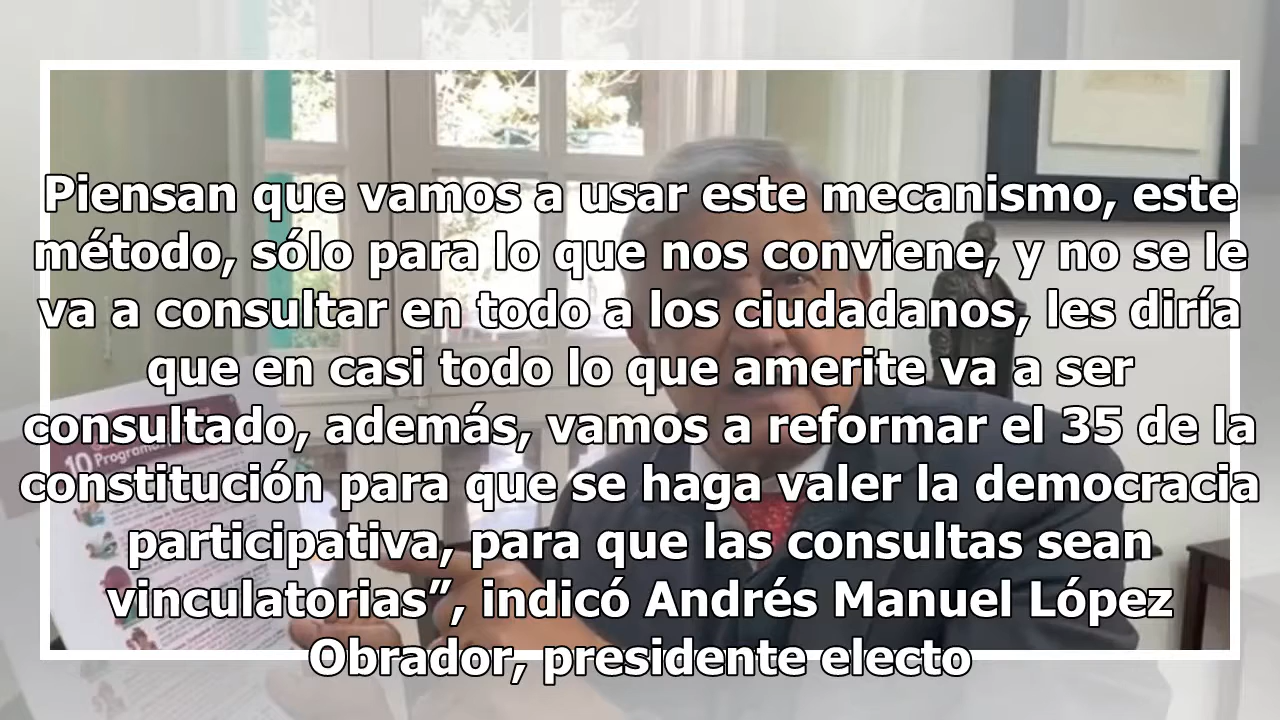 Piensan que vamos a usar este mecanismo, este
método, sólo para lo que nos conviene, y no se le
va a consultar en todo a los ciudadanos, les diría
que en casi todo lo que amerite va a ser
consultado, además, vamos a reformar el 35 de la
constitución para que se haga valer la democracia
participativa, para que las consultas sean
vinculatorias”, indicó Andrés Manuel López
Obrador, presidente electo
10